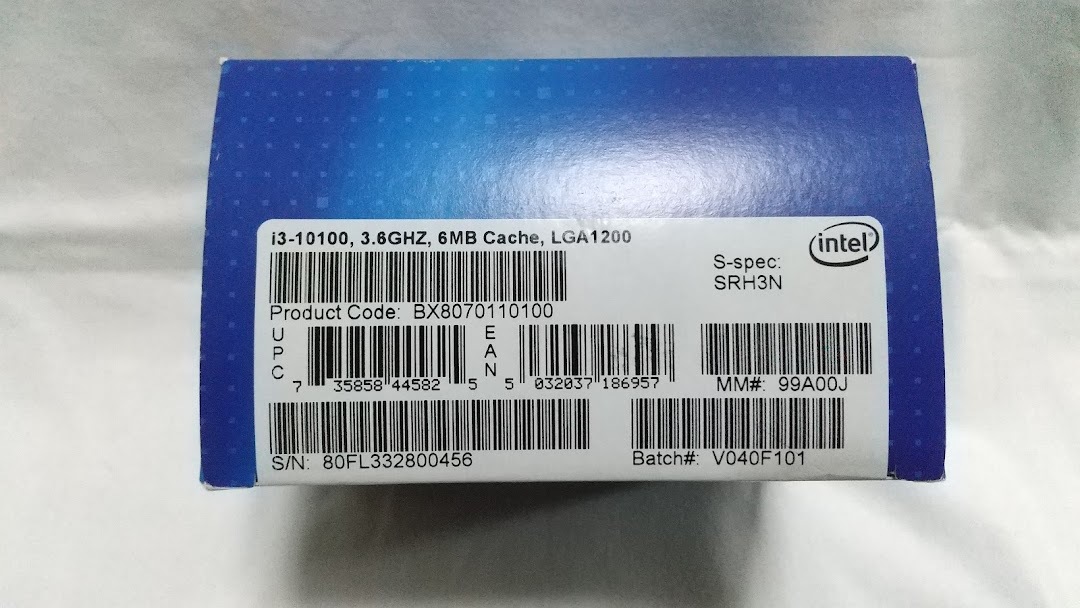 i3-10100, 3.6GHZ, 6MB Cache, LGA1200
intel
S-spec:
SRH3N
Product Code: BX8070110100
UPC
7 35858 44582 5
EAN
5 032037 186957
MM#: 99A00J
S/N: 80FL332800456
Batch#: V040F101